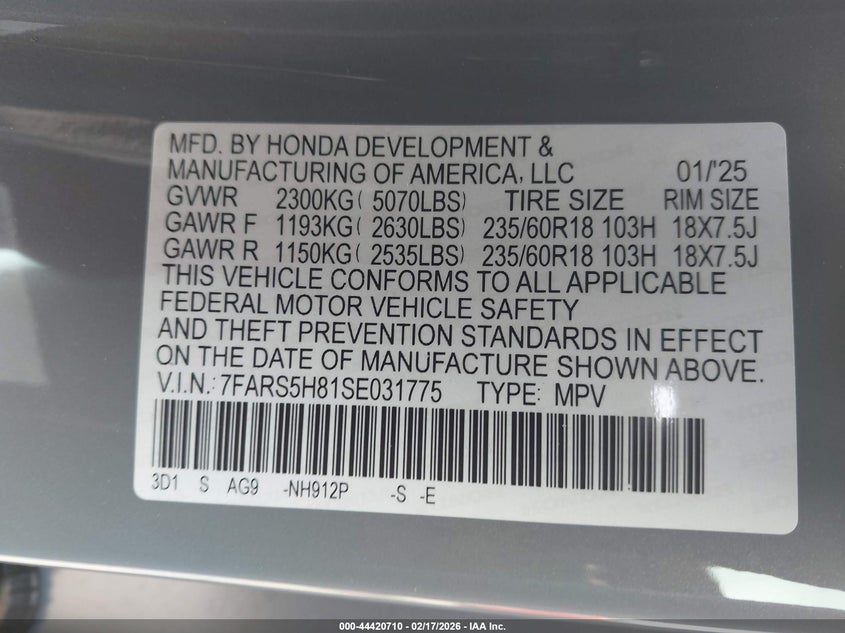 MFD. BY HONDA DEVELOPMENT &
MANUFACTURING OF AMERICA, LLC 01/'25
GVWR 2300KG( 5070LBS) TIRE SIZE RIM SIZE
GAWR F 1193KG( 2630LBS) 235/60R18 103H 18X7.5J
GAWR R 1150KG( 2535LBS) 235/60R18 103H 18X7.5J
THIS VEHICLE CONFORMS TO ALL APPLICABLE
FEDERAL MOTOR VEHICLE SAFETY
AND THEFT PREVENTION STANDARDS IN EFFECT
ON THE DATE OF MANUFACTURE SHOWN ABOVE.
V.I.N.: 7FARS5H81SE031775 TYPE: MPV
3D1 S AG9 -NH912P -S -E
000-44420710 - 02/17/2026 - IAA Inc.